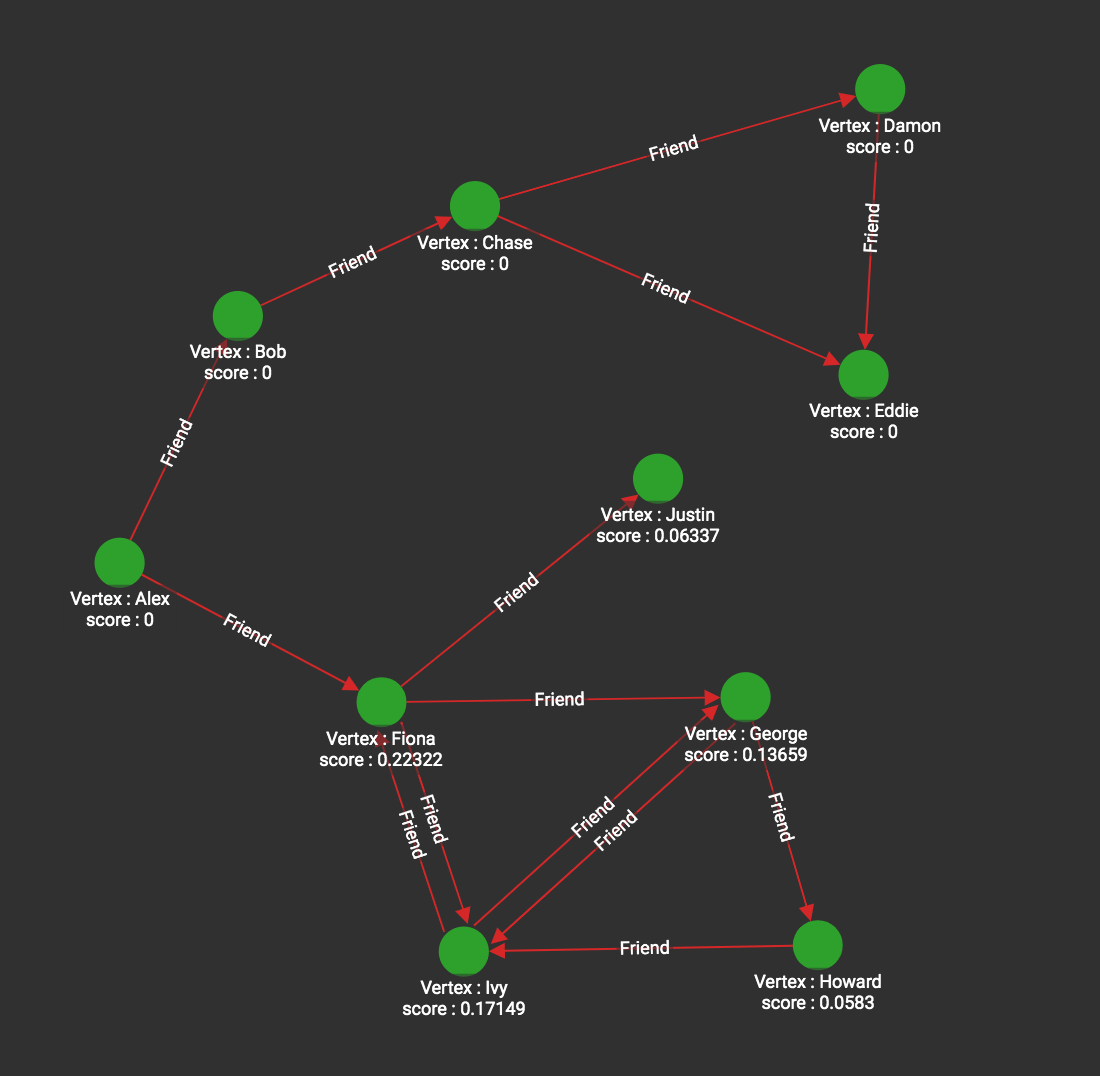 Vertex : Damon
score : 0
Friend
Friend
Vertex : Chase
score : 0
Friend
Friend
Vertex : Bob
score : 0
Vertex : Eddie
score : 0
Friend
Vertex : Justin
score : 0.06337
Vertex : Alex
score : 0
Friend
Friend
Friend
Vertex : Fiona
score : 0.22322
Vertex : George
score : 0.13659
Friend
Friend
Friend
Friend
Friend
Friend
Vertex : Ivy
score : 0.17149
Vertex : Howard
score : 0.0583